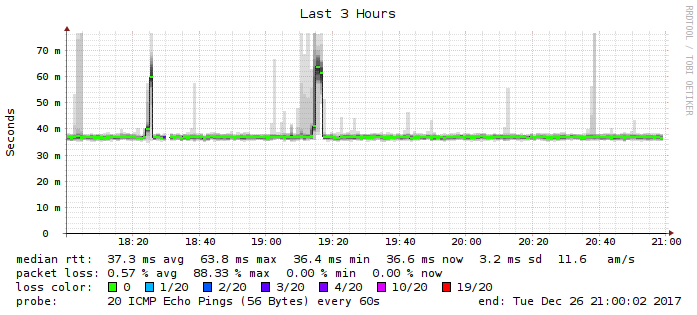 Last 3 Hours
RRDTOOL / TOBI OETIKER
Seconds
70 m
60 m
50 m
40 m
30 m
20 m
10 m
0
18:20 18:40 19:00 19:20 19:40 20:00 20:20 20:40 21:00
median rtt: 37.3 ms avg 63.8 ms max 36.4 ms min 36.6 ms now 3.2 ms sd 11.6 am/s
packet loss: 0.57 % avg 88.33 % max 0.00 % min 0.00 % now
loss color: 0 1/20 2/20 3/20 4/20 10/20 19/20
probe: 20 ICMP Echo Pings (56 Bytes) every 60s end: Tue Dec 26 21:00:02 2017